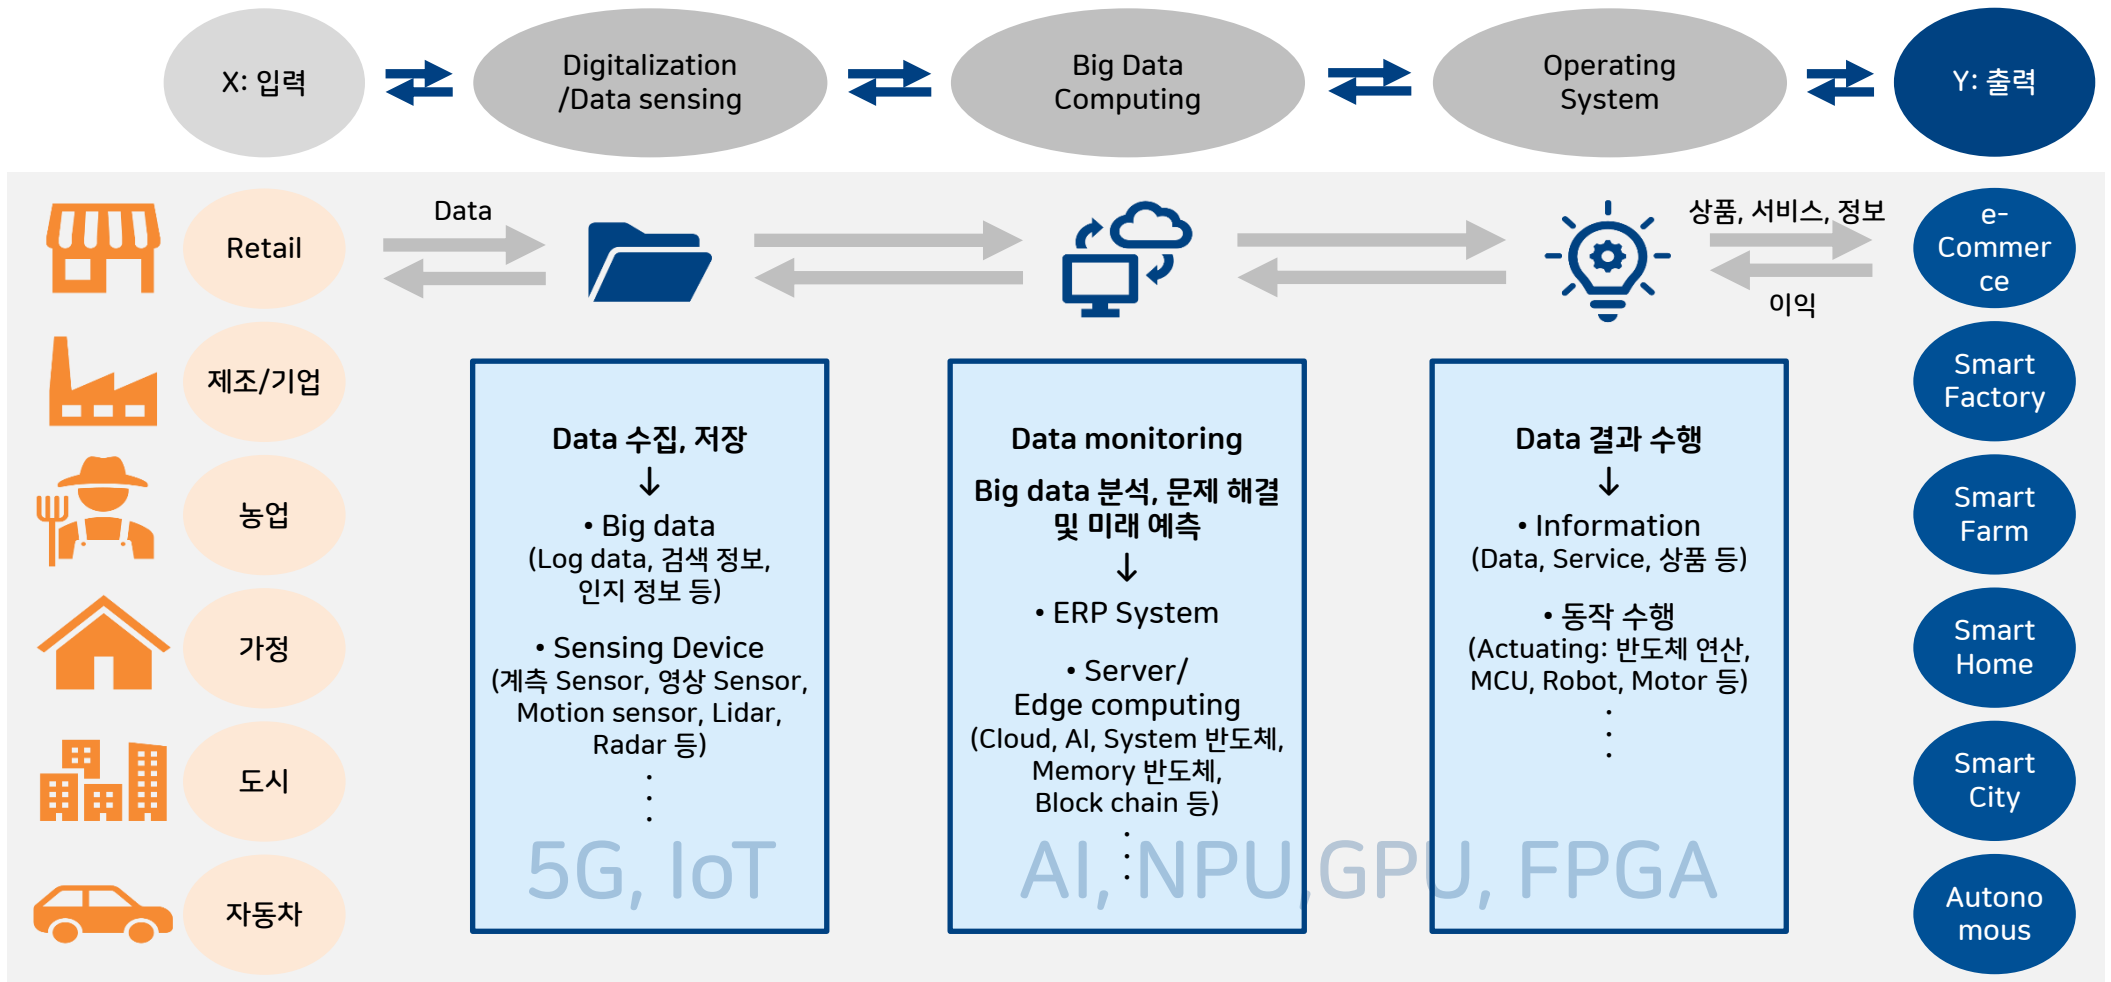 X: 입력
Digitalization
/Data sensing
Big Data
Computing
Operating
System
Y: 출력
Retail
Data
상품, 서비스, 정보
이익
e-
Commer
ce
제조/기업
Smart
Factory
농업
Smart
Farm
가정
Smart
Home
도시
Smart
City
자동차
Autono
mous
Data 수집, 저장
↓
• Big data
(Log data, 검색 정보,
인지 정보 등)
• Sensing Device
(계측 Sensor, 영상 Sensor,
Motion sensor, Lidar,
Radar 등)
.
.
.
5G, IoT
Data monitoring
Big data 분석, 문제 해결
및 미래 예측
↓
• ERP System
• Server/
Edge computing
(Cloud, AI, System 반도체,
Memory 반도체,
Block chain 등)
.
.
.
Data 결과 수행
↓
• Information
(Data, Service, 상품 등)
• 동작 수행
(Actuating: 반도체 연산,
MCU, Robot, Motor 등)
.
.
.
AI, NPU,GPU, FPGA